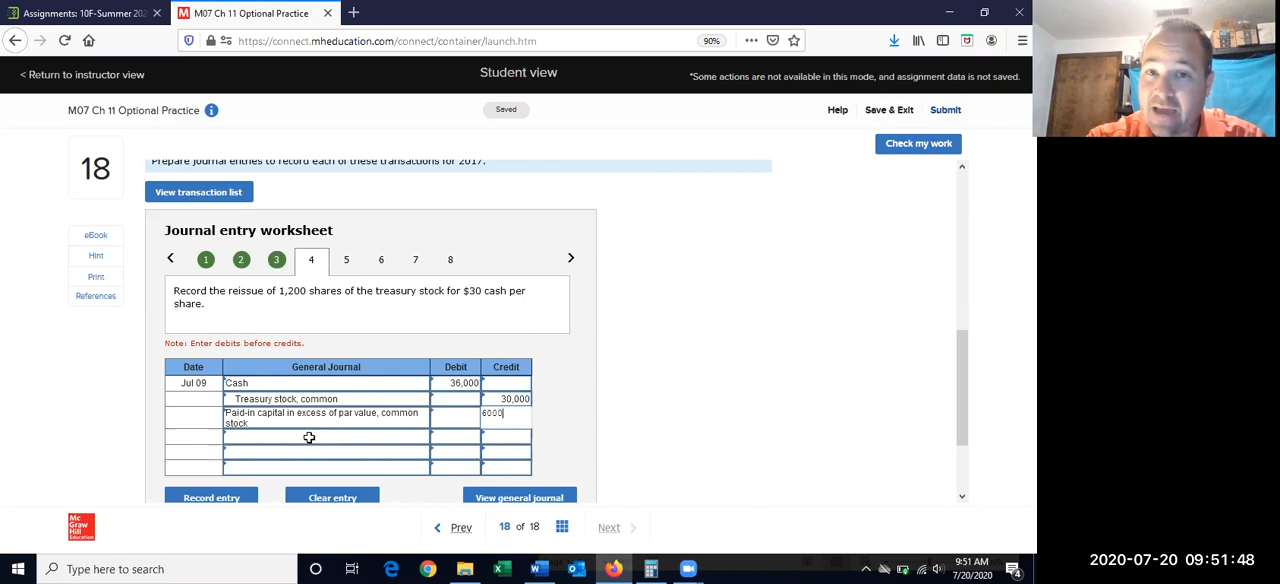 Assignments: 10F-Summer 202
M07 Ch 11 Optional Practice
https://connect.mheducation.com/connect/container/launch.htm
90%
< Return to instructor view
Student view
*Some actions are not available in this mode, and assignment data is not saved.
M07 Ch 11 Optional Practice
Saved
Help
Save & Exit
Submit
Check my work
18
Prepare journal entries to record each of these transactions for 2017.
View transaction list
eBook
Hint
Print
References
Journal entry worksheet
< 1 2 3 4 5 6 7 8 >
Record the reissue of 1,200 shares of the treasury stock for $30 cash per
share.
Note: Enter debits before credits.
Date General Journal Debit Credit
Jul 09 Cash 36,000
Treasury stock, common 30,000
Paid-in capital in excess of par value, common 6000
stock
Record entry
Clear entry
View general journal
Mc
Graw
Hill
Education
< Prev 18 of 18 Next >
Type here to search
9:51 AM
7/20/2020
4
2020-07-20 09:51:48